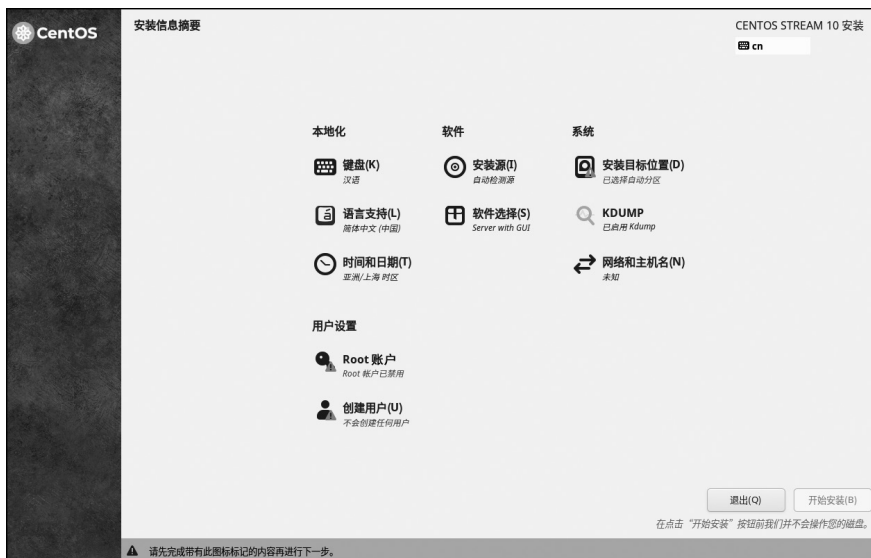 CentOS
安装信息摘要
CENTOS STREAM 10 安装
cn
本地化
键盘(K)
汉语
语言支持(L)
简体中文 (中国)
时间和日期(T)
亚洲/上海 时区
软件
安装源(I)
自动检测源
软件选择(S)
Server with GUI
系统
安装目标位置(D)
已选择自动分区
KDUMP
已启用 Kdump
网络和主机名(N)
未知
用户设置
Root 账户
Root 帐户已禁用
创建用户(U)
不会创建任何用户
退出(Q)
开始安装(B)
在点击“开始安装”按钮前我们并不会操作您的磁盘。
请先完成带有此图标标记的内容再进行下一步。